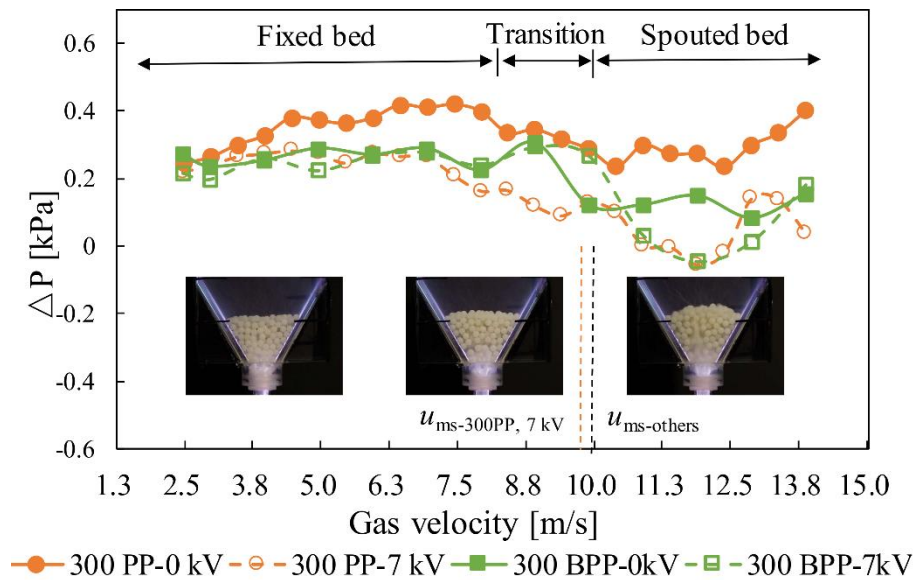 0.6
0.4
0.2
0
-0.2
-0.4
-0.6
△P [kPa]
Fixed bed
Transition
Spouted bed
u ms-300PP, 7 kV
u ms-others
1.3 2.5 3.8 5.0 6.3 7.5 8.8 10.0 11.3 12.5 13.8 15.0
Gas velocity [m/s]
300 PP-0 kV 300 PP-7 kV 300 BPP-0kV 300 BPP-7kV